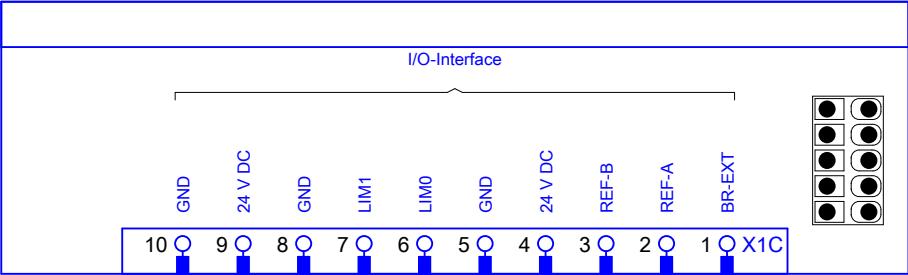 I/O-Interface
GND
24 V DC
GND
LIM1
LIM0
GND
24 V DC
REF-B
REF-A
BR-EXT
10 9 8 7 6 5 4 3 2 1 X1C